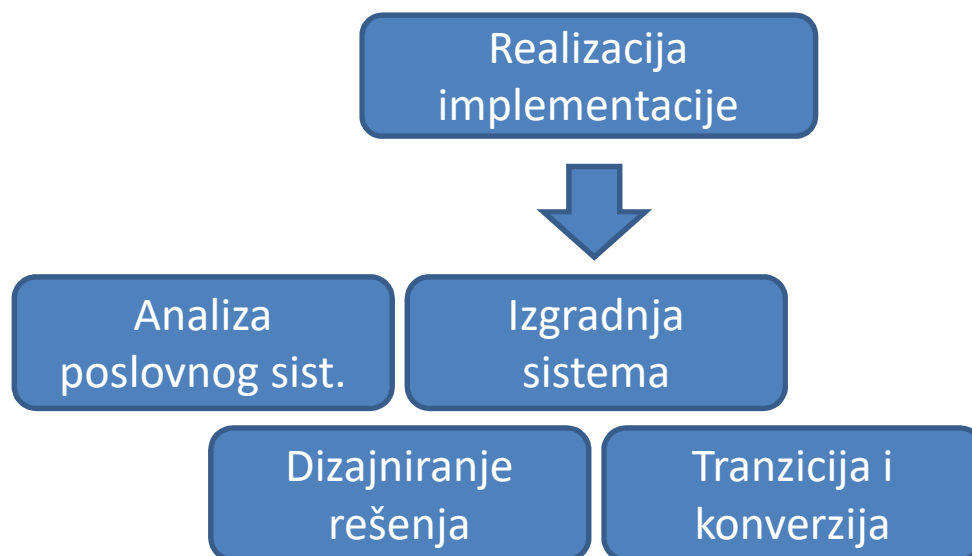 Realizacija
implementacije
Analiza
poslovnog sist.
Izgradnja
sistema
Dizajniranje
rešenja
Tranzicija i
konverzija